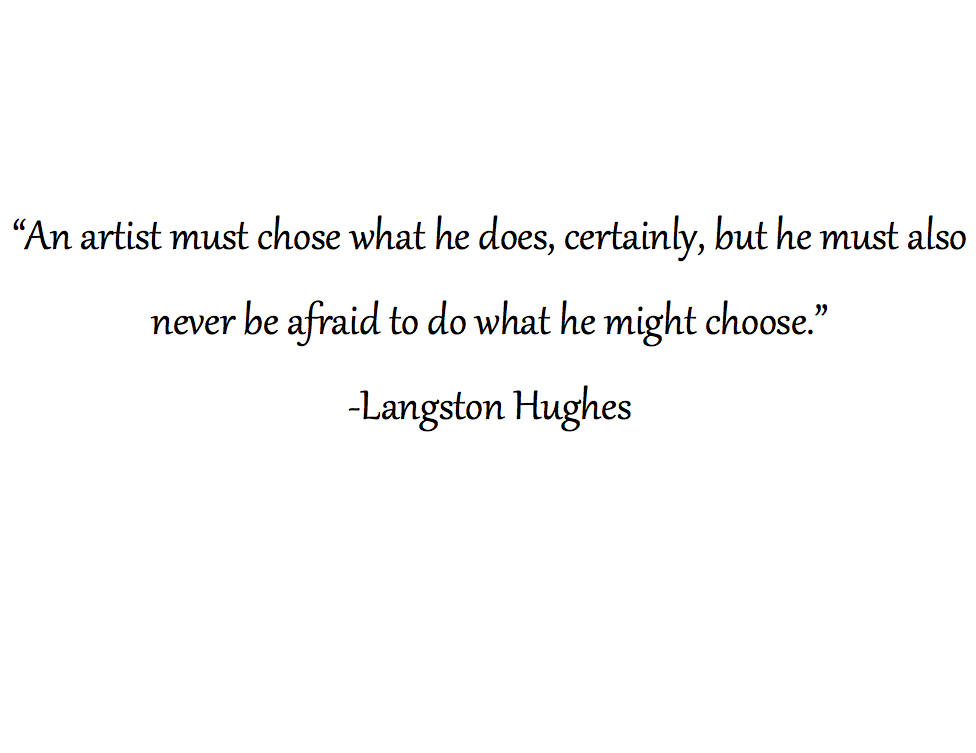 “An artist must chose what he does, certainly, but he must also
never be afraid to do what he might choose.”
-Langston Hughes